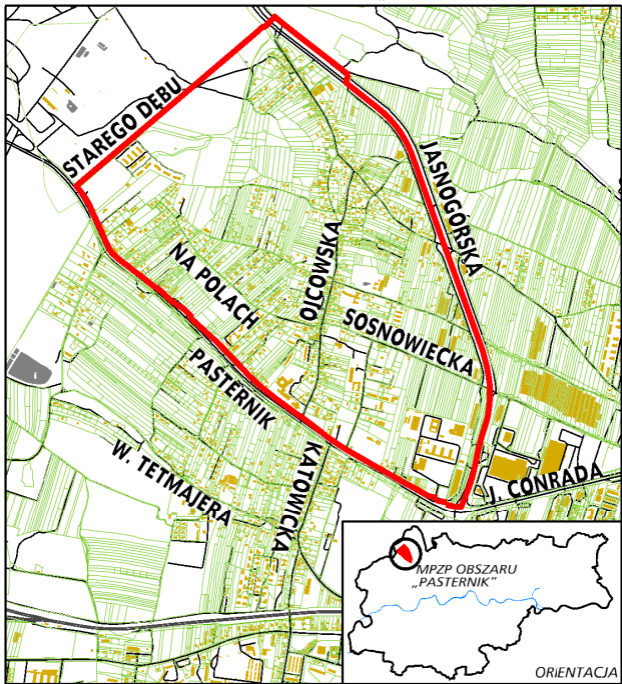 STAREGO DĘBU
JASNOGÓRSKA
OJCOWSKA
NA POLACH
SOSNOWIECKA
PASTERNIK
W. TETMAJERA
KATOWICKA
J. CONRADA
MPZP OBSZARU
„PASTERNIK”
ORIENTACJA